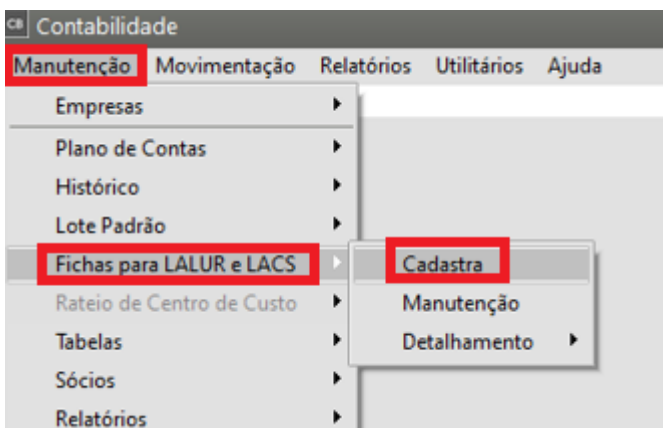 CB Contabilidade
Manutenção Movimentação Relatórios Utilitários Ajuda
Empresas
Plano de Contas
Histórico
Lote Padrão
Fichas para LALUR e LACS
Cadastra
Rateio de Centro de Custo
Manutenção
Tabelas
Detalhamento
Sócios
Relatórios